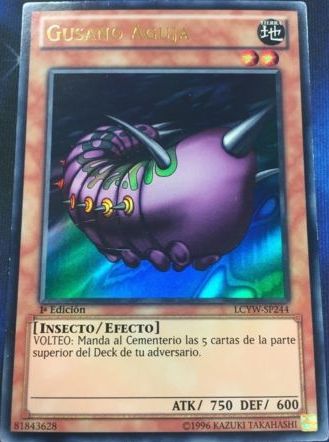 Gusano Aguja
TIERRA
地
1ª Edición
LCYW-SP244
[Insecto/Efecto]
VOLTEO: Manda al Cementerio las 5 cartas de la parte
superior del Deck de tu adversario.
ATK/ 750 DEF/ 600
81843628
©1996 KAZUKI TAKAHASHI